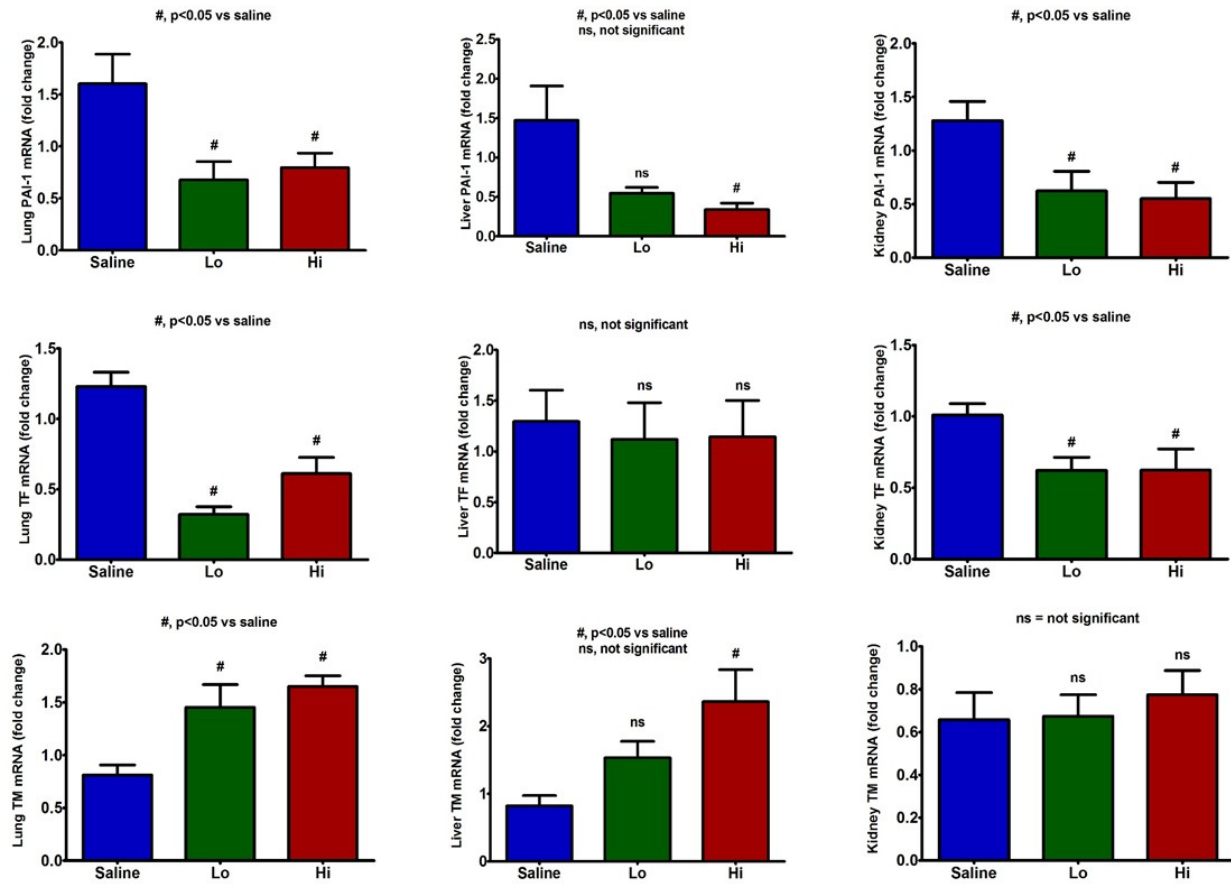 #, p<0.05 vs saline
Lung PAI-1 mRNA (fold change)
2.0
1.5
1.0
0.5
0.0
#
#
Saline Lo Hi
#, p<0.05 vs saline
ns, not significant
Liver PAI-1 mRNA (fold change)
2.5
2.0
1.5
1.0
0.5
0.0
ns
#
Saline Lo Hi
#, p<0.05 vs saline
Kidney PAI-1 mRNA (fold change)
2.0
1.5
1.0
0.5
0.0
#
#
Saline Lo Hi
#, p<0.05 vs saline
Lung TF mRNA (fold change)
1.5
1.0
0.5
0.0
#
#
Saline Lo Hi
ns, not significant
Liver TF mRNA (fold change)
2.0
1.5
1.0
0.5
0.0
ns
ns
Saline Lo Hi
#, p<0.05 vs saline
Kidney TF mRNA (fold change)
1.5
1.0
0.5
0.0
#
#
Saline Lo Hi
#, p<0.05 vs saline
Lung TM mRNA (fold change)
2.0
1.5
1.0
0.5
0.0
#
#
Saline Lo Hi
#, p<0.05 vs saline
ns, not significant
Liver TM mRNA (fold change)
3
2
1
0
ns
#
Saline Lo Hi
ns = not significant
Kidney TM mRNA (fold change)
1.0
0.8
0.6
0.4
0.2
0.0
ns
ns
Saline Lo Hi